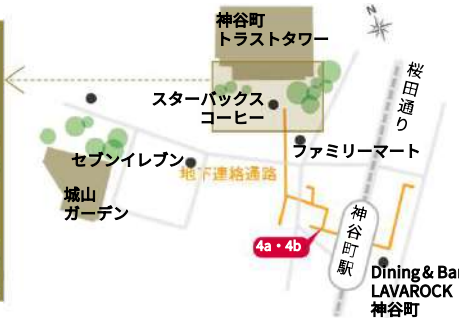 神谷町
トラストタワー
N
桜田通り
スターバックス
コーヒー
ファミリーマート
セブンイレブン
地下連絡通路
城山
ガーデン
神谷町駅
4a・4b
Dining & Bar
LAVAROCK
神谷町